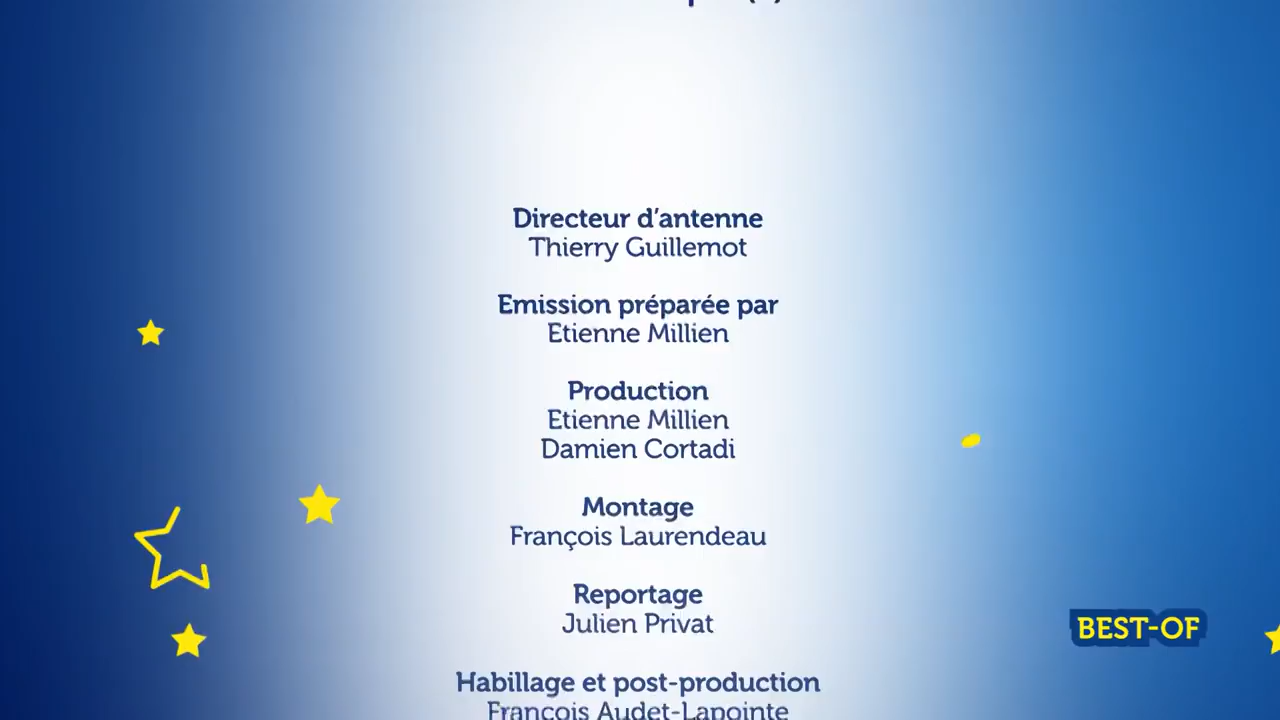 Directeur d'antenne
Thierry Guillemot
Emission préparée par
Etienne Millien
Production
Etienne Millien
Damien Cortadi
Montage
François Laurendeau
Reportage
Julien Privat
BEST-OF
Habillage et post-production
François Audet-Lapointe